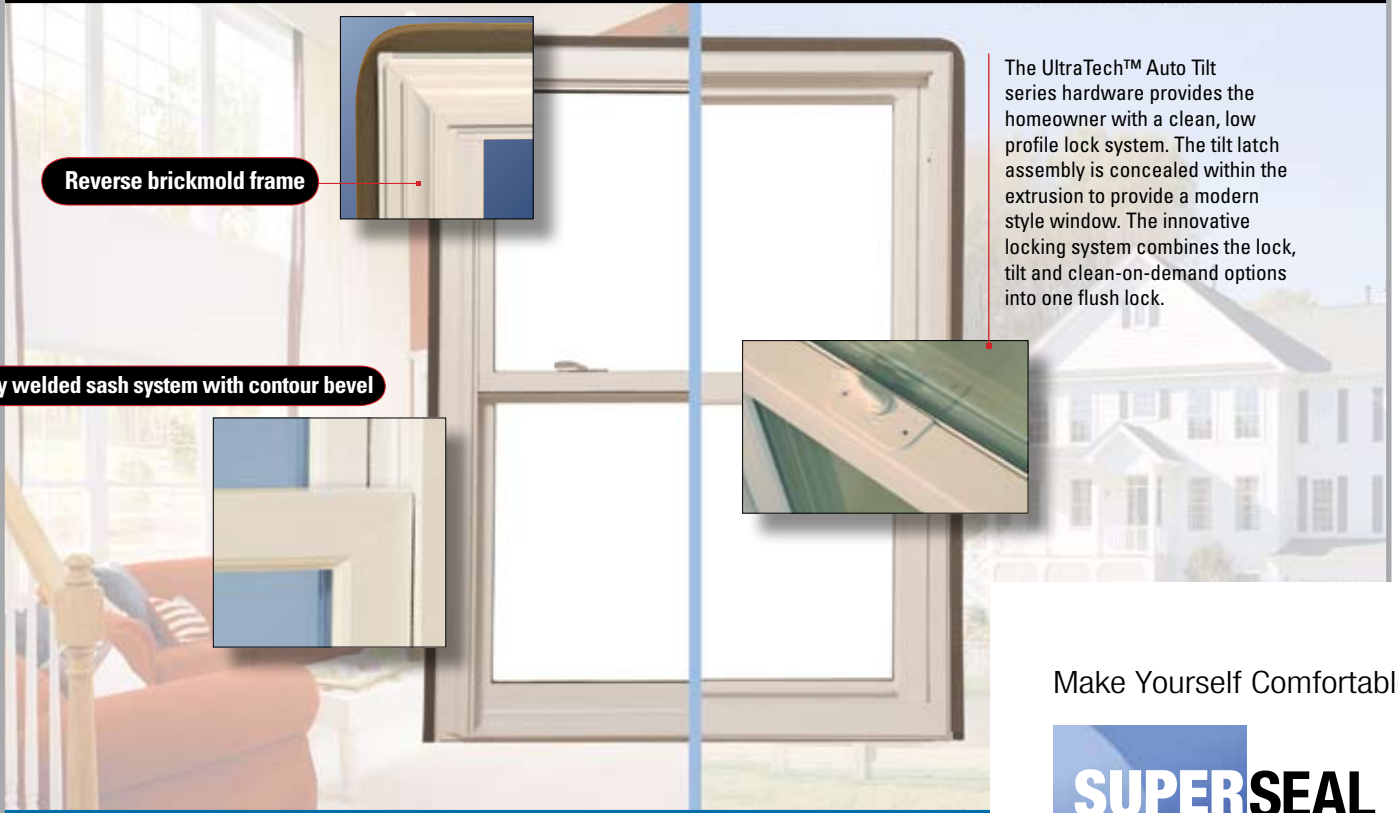 The UltraTech™ Auto Tilt
series hardware provides the
homeowner with a clean, low
profile lock system. The tilt latch
assembly is concealed within the
extrusion to provide a modern
style window. The innovative
locking system combines the lock,
tilt and clean-on-demand options
into one flush lock.
Reverse brickmold frame
y welded sash system with contour bevel
Make Yourself Comfortabl
SUPERSEAL